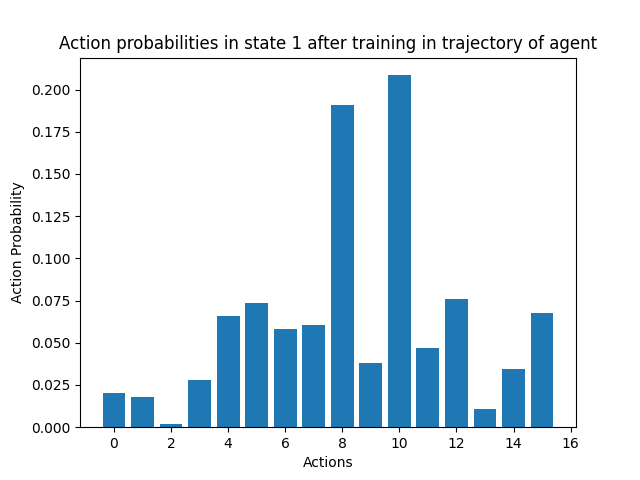 Action probabilities in state 1 after training in trajectory of agent
0.200
0.175
0.150
0.125
0.100
0.075
0.050
0.025
0.000
Action Probability
0 2 4 6 8 10 12 14 16
Actions